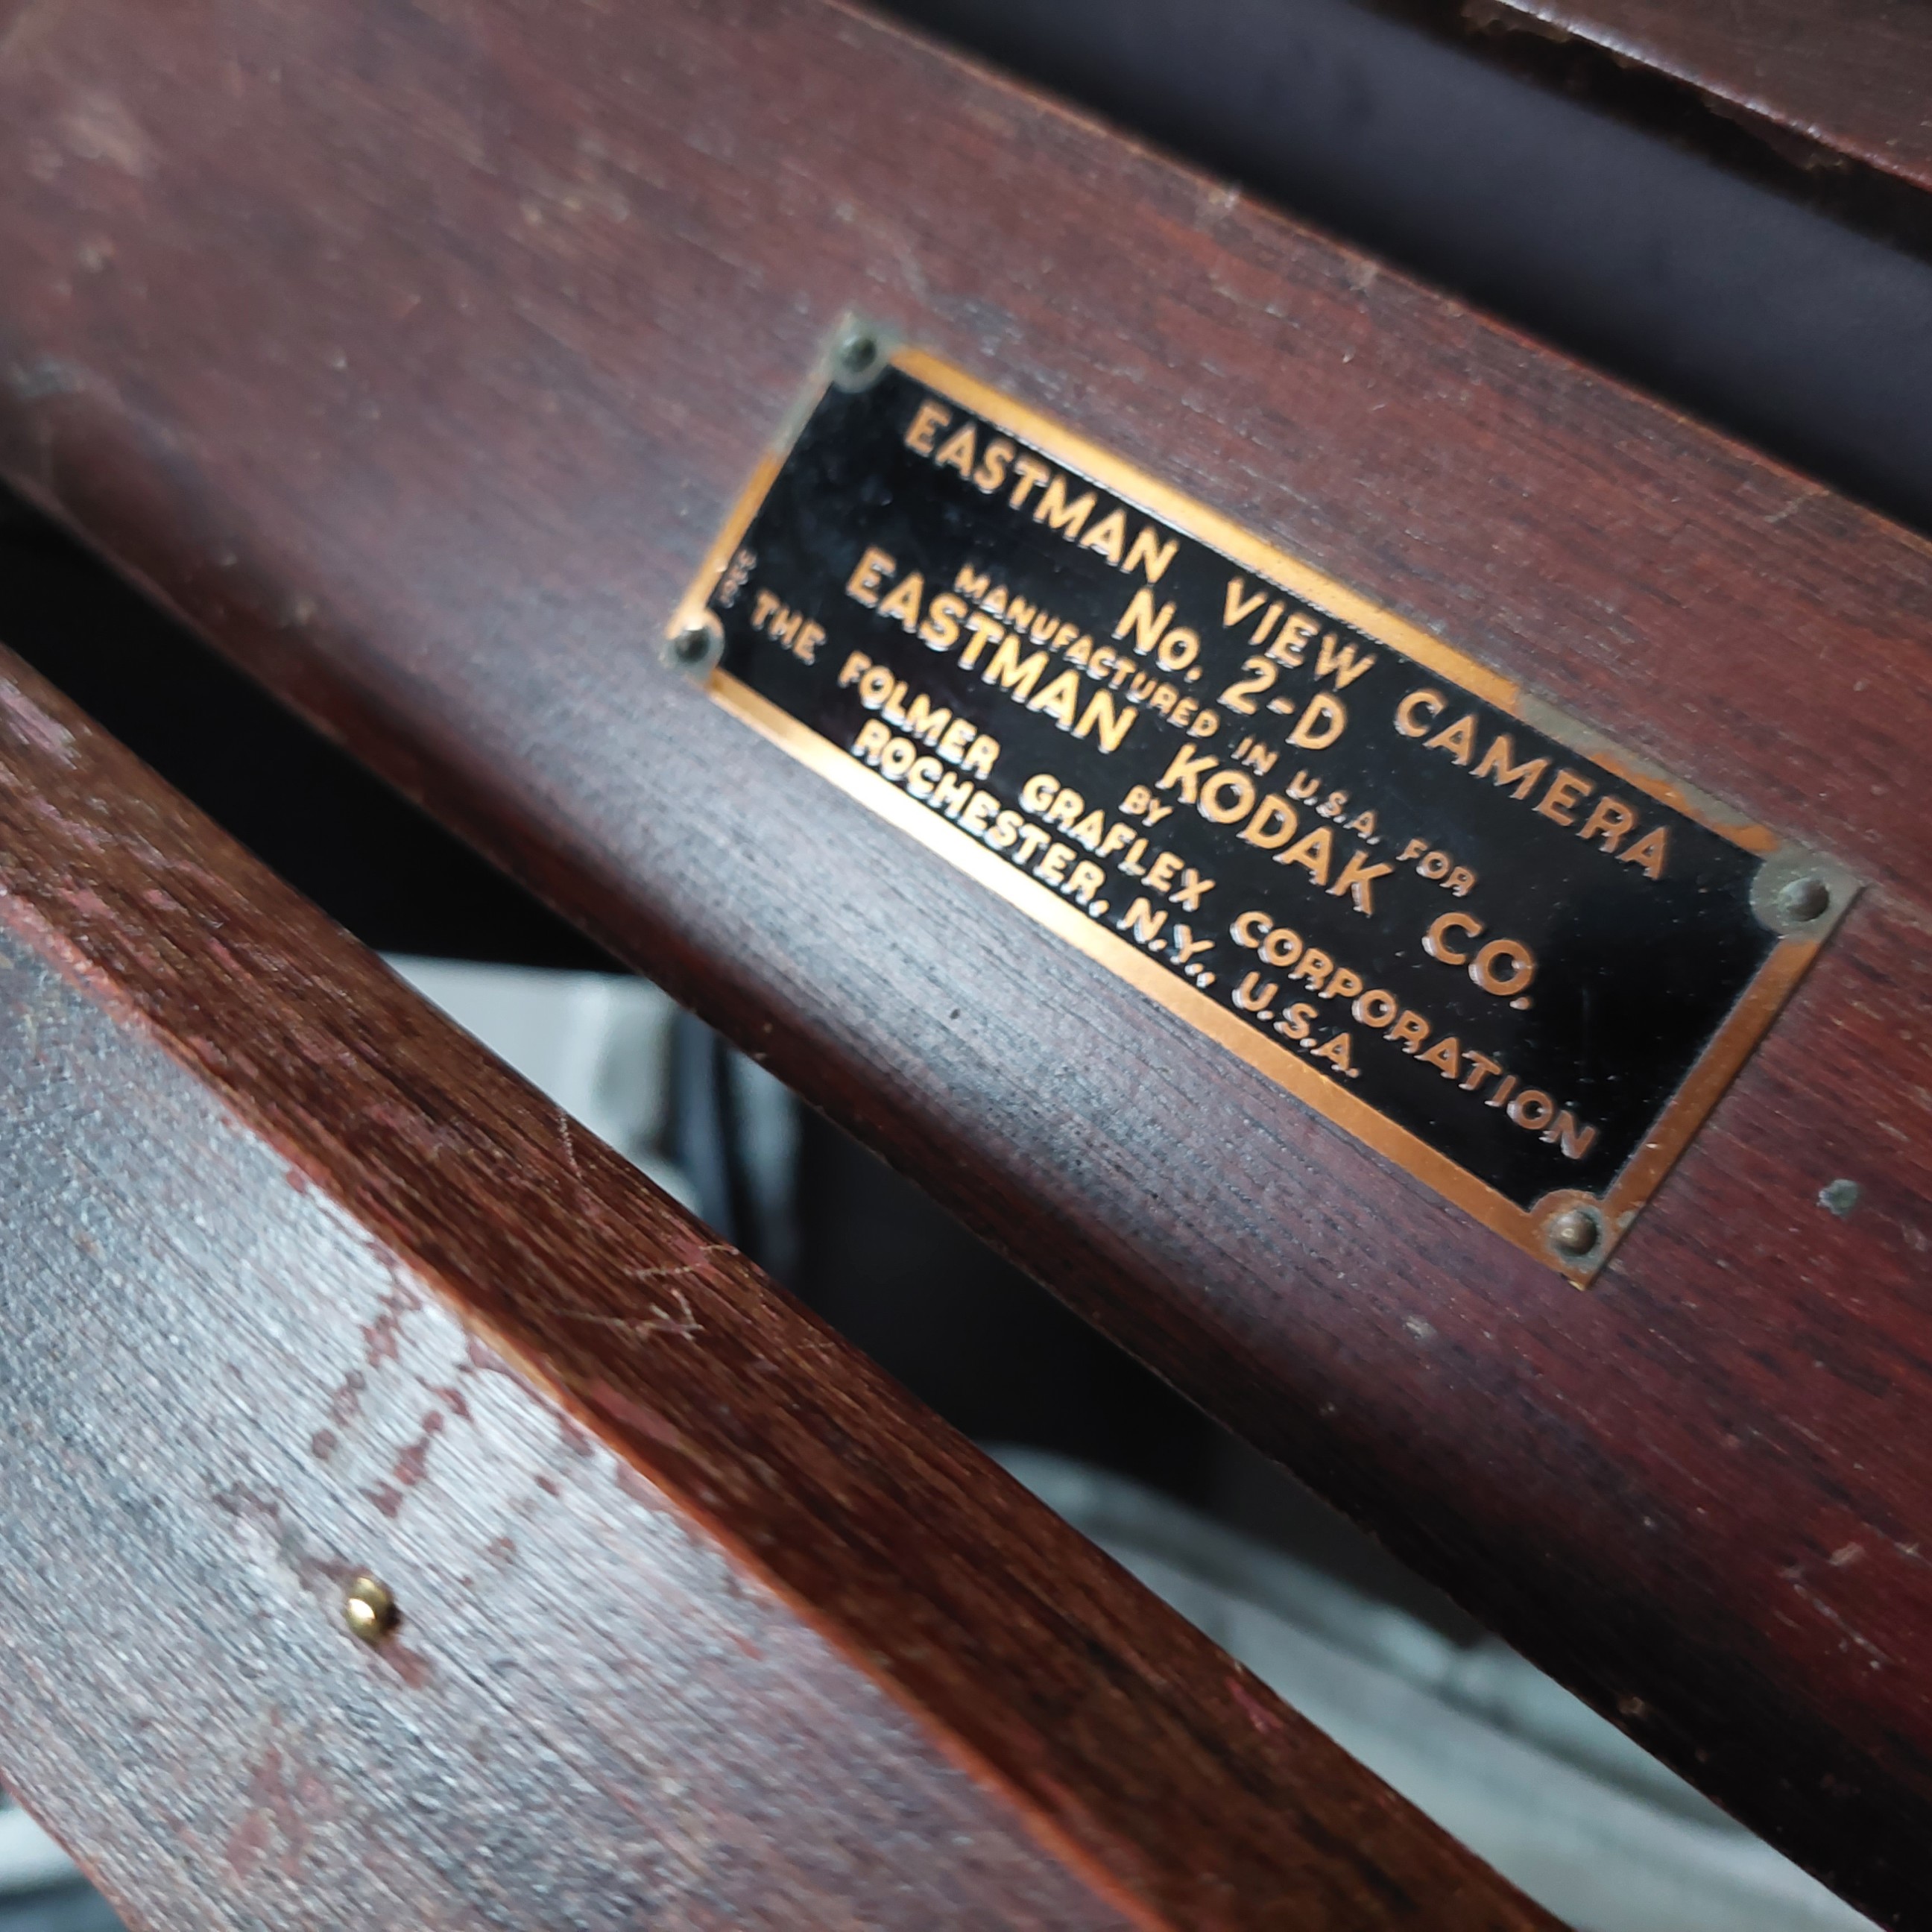 EASTMAN VIEW CAMERA
No. 2-D
MANUFACTURED IN U.S.A. FOR
EASTMAN KODAK CO.
BY
THE FOLMER GRAFLEX CORPORATION
ROCHESTER, N.Y., U.S.A.